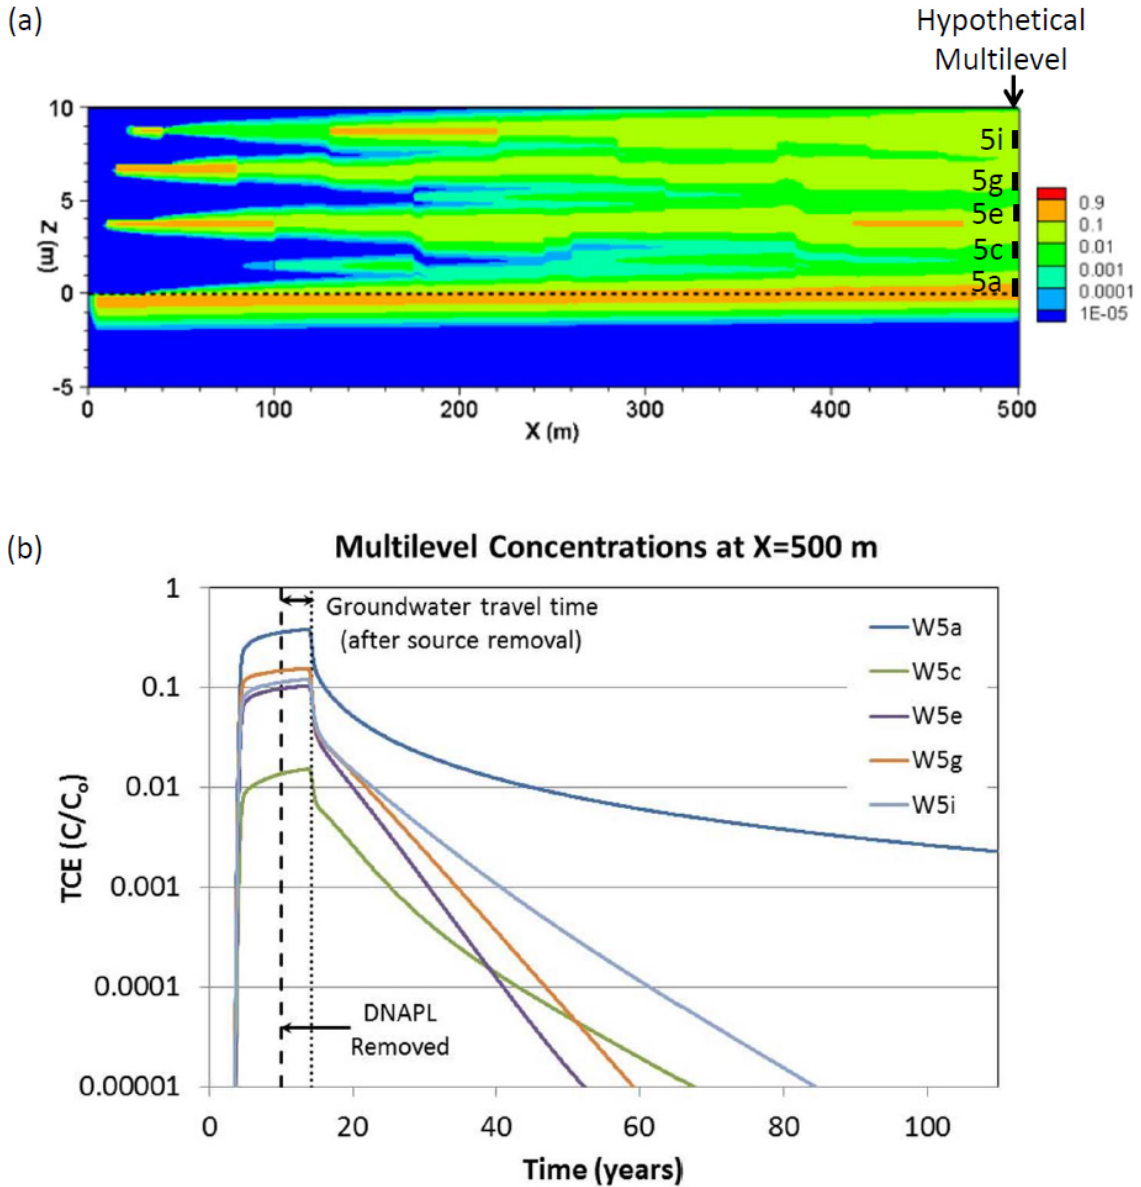 (a)
Hypothetical
Multilevel
10
5
0
-5
Z (m)
5i
5g
5e
5c
5a
0.9
0.1
0.01
0.001
0.0001
1E-05
0 100 200 300 400 500
X (m)
(b)
Multilevel Concentrations at X=500 m
1
0.1
0.01
0.001
0.0001
0.00001
TCE (C/Co)
Groundwater travel time
(after source removal)
W5a
W5c
W5e
W5g
W5i
DNAPL
Removed
0 20 40 60 80 100
Time (years)